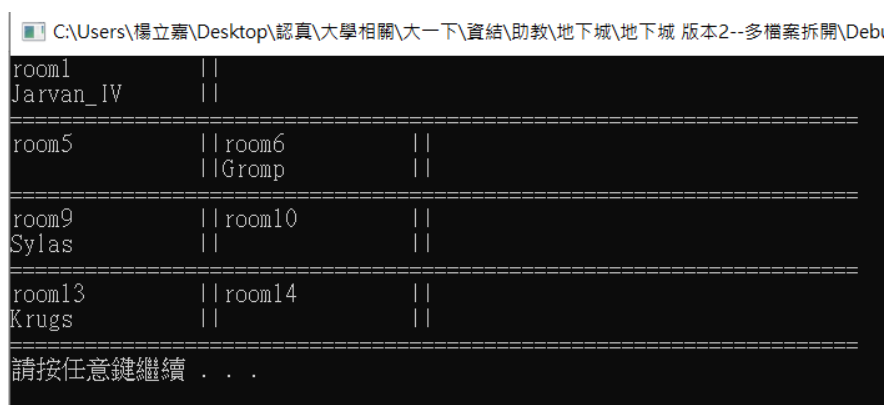 C:\Users\楊立嘉\Desktop\認真\大學相關\大一下\資結\助教\地下城\地下城 版本2--多檔案拆開\Debu
room1 ||
Jarvan_IV ||
====================================================================
room5 ||room6 ||
||Gromp ||
====================================================================
room9 ||room10 ||
Sylas || ||
====================================================================
room13 ||room14 ||
Krugs || ||
====================================================================
請按任意鍵繼續 . . .